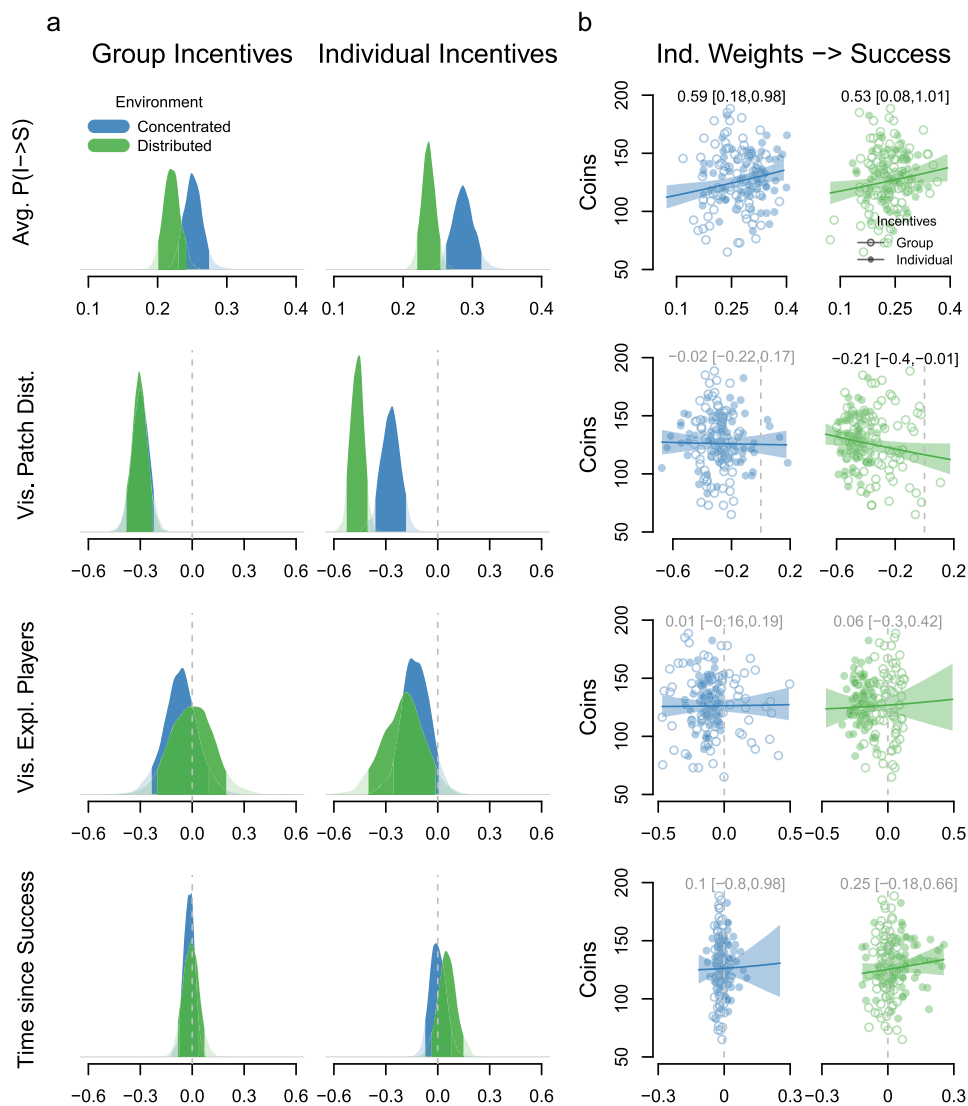 a
b
Group Incentives
Individual Incentives
Ind. Weights −> Success
Avg. P(I−>S)
Environment
Concentrated
Distributed
0.1 0.2 0.3 0.4
0.1 0.2 0.3 0.4
Coins
50 100 150 200
0.59 [0.18,0.98]
0.53 [0.08,1.01]
Incentives
Group
Individual
0.1 0.25 0.4
0.1 0.25 0.4
Vis. Patch Dist.
−0.6 −0.3 0.0 0.3 0.6
−0.6 −0.3 0.0 0.3 0.6
Coins
50 100 150 200
−0.02 [−0.22,0.17]
−0.21 [−0.4,−0.01]
−0.6 −0.2 0.2
−0.6 −0.2 0.2
Vis. Expl. Players
−0.6 −0.3 0.0 0.3 0.6
−0.6 −0.3 0.0 0.3 0.6
Coins
50 100 150 200
0.01 [−0.16,0.19]
0.06 [−0.3,0.42]
−0.5 0.0 0.5
−0.5 0.0 0.5
Time since Success
−0.6 −0.3 0.0 0.3 0.6
−0.6 −0.3 0.0 0.3 0.6
Coins
50 100 150 200
0.1 [−0.8,0.98]
0.25 [−0.18,0.66]
−0.3 0 0.3
−0.3 0 0.3